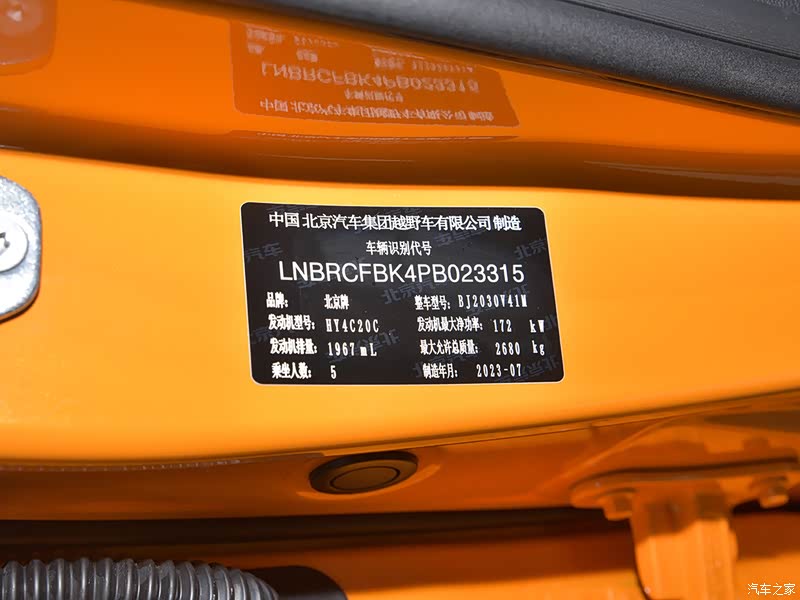 中国 北京汽车集团越野车有限公司 制造
车辆识别代号
LNBRCFBK4PB023315
品牌: 北京牌 整车型号: BJ2030V41M
发动机型号: HY4C20C 发动机最大净功率: 172 kW
发动机排量: 1967 mL 最大允许总质量: 2680 kg
乘坐人数: 5 制造年月: 2023-07
汽车之家